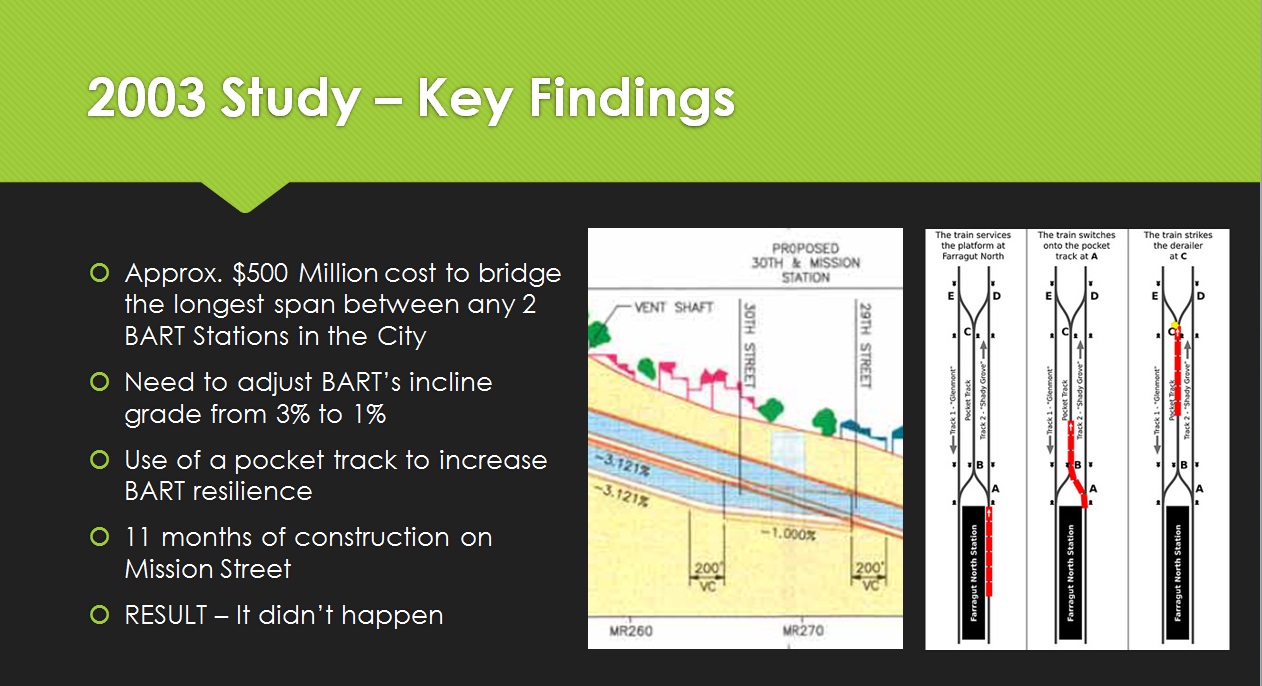 2003 Study – Key Findings
Approx. $500 Million cost to bridge
the longest span between any 2
BART Stations in the City
Need to adjust BART's incline
grade from 3% to 1%
Use of a pocket track to increase
BART resilience
11 months of construction on
Mission Street
RESULT – It didn't happen
PROPOSED
30TH & MISSION
STATION
VENT SHAFT
30TH STREET
29TH STREET
-3.121%
-3.121%
-1.000%
200'
VC
200'
VC
MR260
MR270
The train services
the platform at
Farragut North
E
D
C
Track 1 - "Glenmont"
Pocket Track
Track 2 - "Shady Grove"
B
A
Farragut North Station
The train switches
onto the pocket
track at A
E
D
C
Track 1 - "Glenmont"
Pocket Track
Track 2 - "Shady Grove"
B
A
Farragut North Station
The train strikes
the derailer
at C
E
D
C
Track 1 - "Glenmont"
Pocket Track
Track 2 - "Shady Grove"
B
A
Farragut North Station